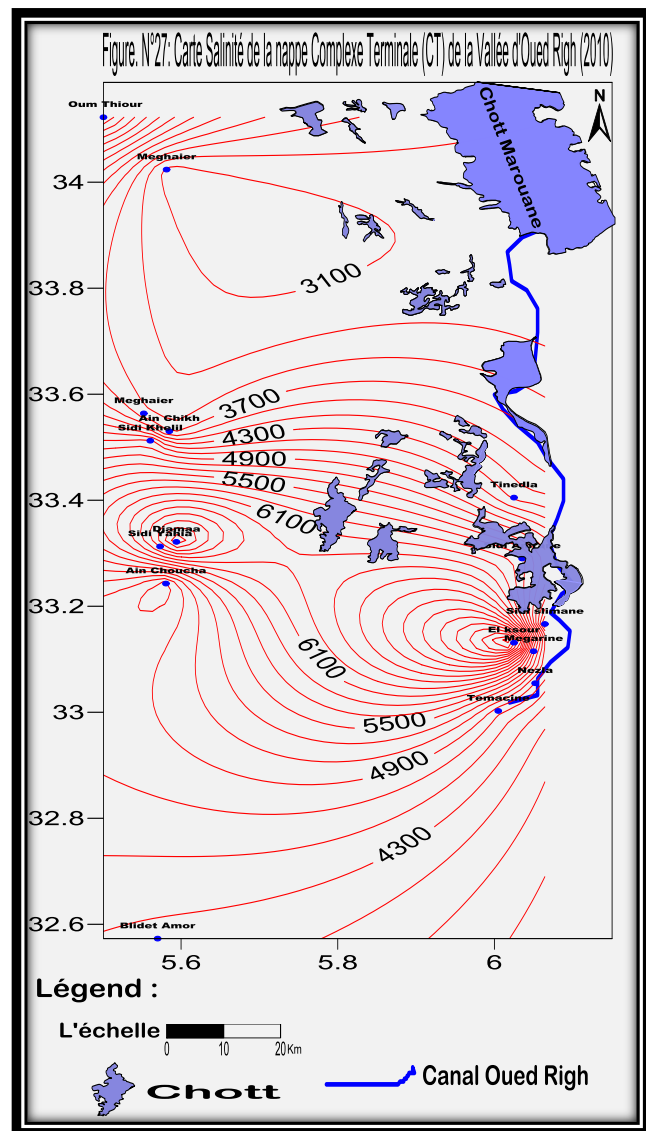 Figure. N°27: Carte Salinité de la nappe Complexe Terminale (CT) de la Vallée d'Oued Righ (2010)
N
Oum Thiour
Chott Marouane
Meghaier
34
3100
33.8
33.6
Meghaier
3700
Ain Chikh
Sidi Khelil
4300
4900
5500
Tinedla
33.4
6100
Djamaa
Sidi Yahia
Ain Choucha
33.2
Sidi slimane
El ksour
Megarine
6100
Nezla
33
Temacine
5500
4900
32.8
4300
32.6
Blidet Amor
5.6
5.8
6
Légend :
L'échelle
0 10 20 Km
Chott
Canal Oued Righ